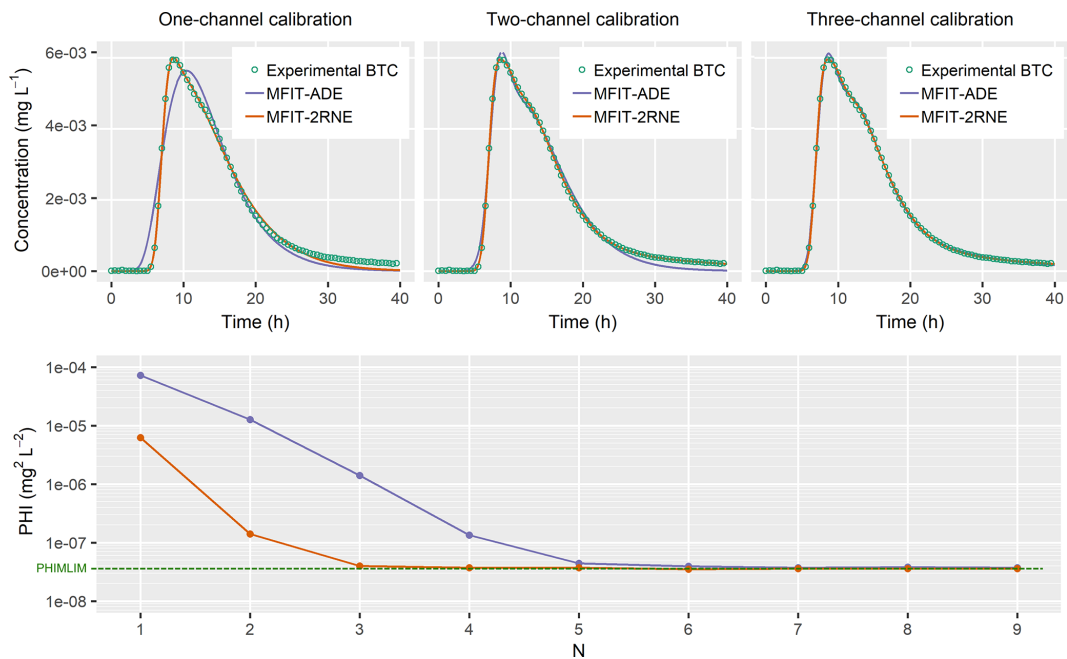 One-channel calibration
Two-channel calibration
Three-channel calibration
Concentration (mg L⁻¹)
6e−03
4e−03
2e−03
0e+00
Experimental BTC
MFIT-ADE
MFIT-2RNE
Experimental BTC
MFIT-ADE
MFIT-2RNE
Experimental BTC
MFIT-ADE
MFIT-2RNE
0 10 20 30 40
0 10 20 30 40
0 10 20 30 40
Time (h)
Time (h)
Time (h)
PHI (mg² L⁻²)
1e−04
1e−05
1e−06
1e−07
PHIMLIM
1e−08
1 2 3 4 5 6 7 8 9
N